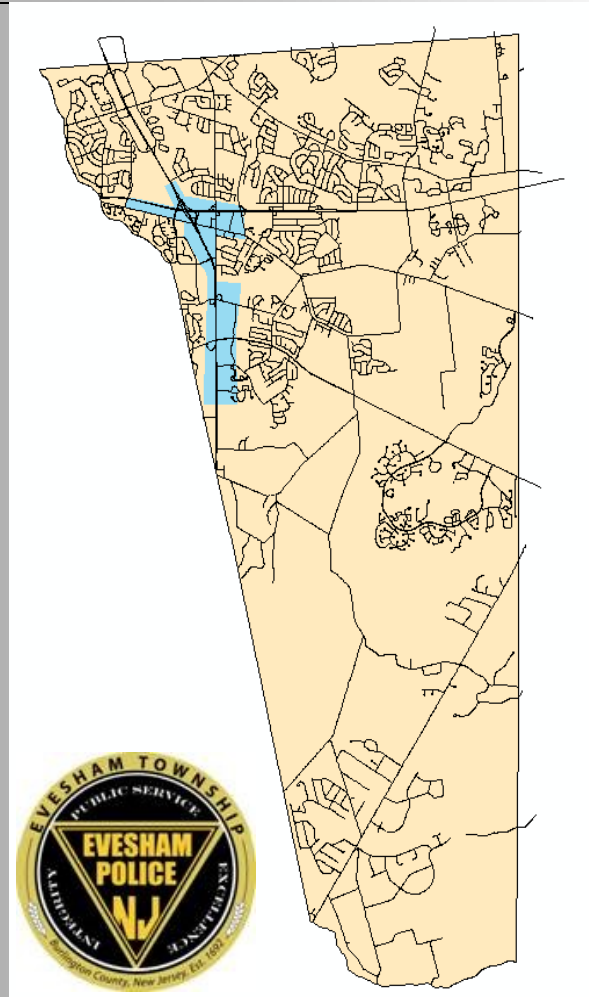 EVESHAM TOWNSHIP
PUBLIC SERVICE
EVESHAM
POLICE
NJ
INTEGRITY
EXCELLENCE
Burlington County, New Jersey, Est. 1692